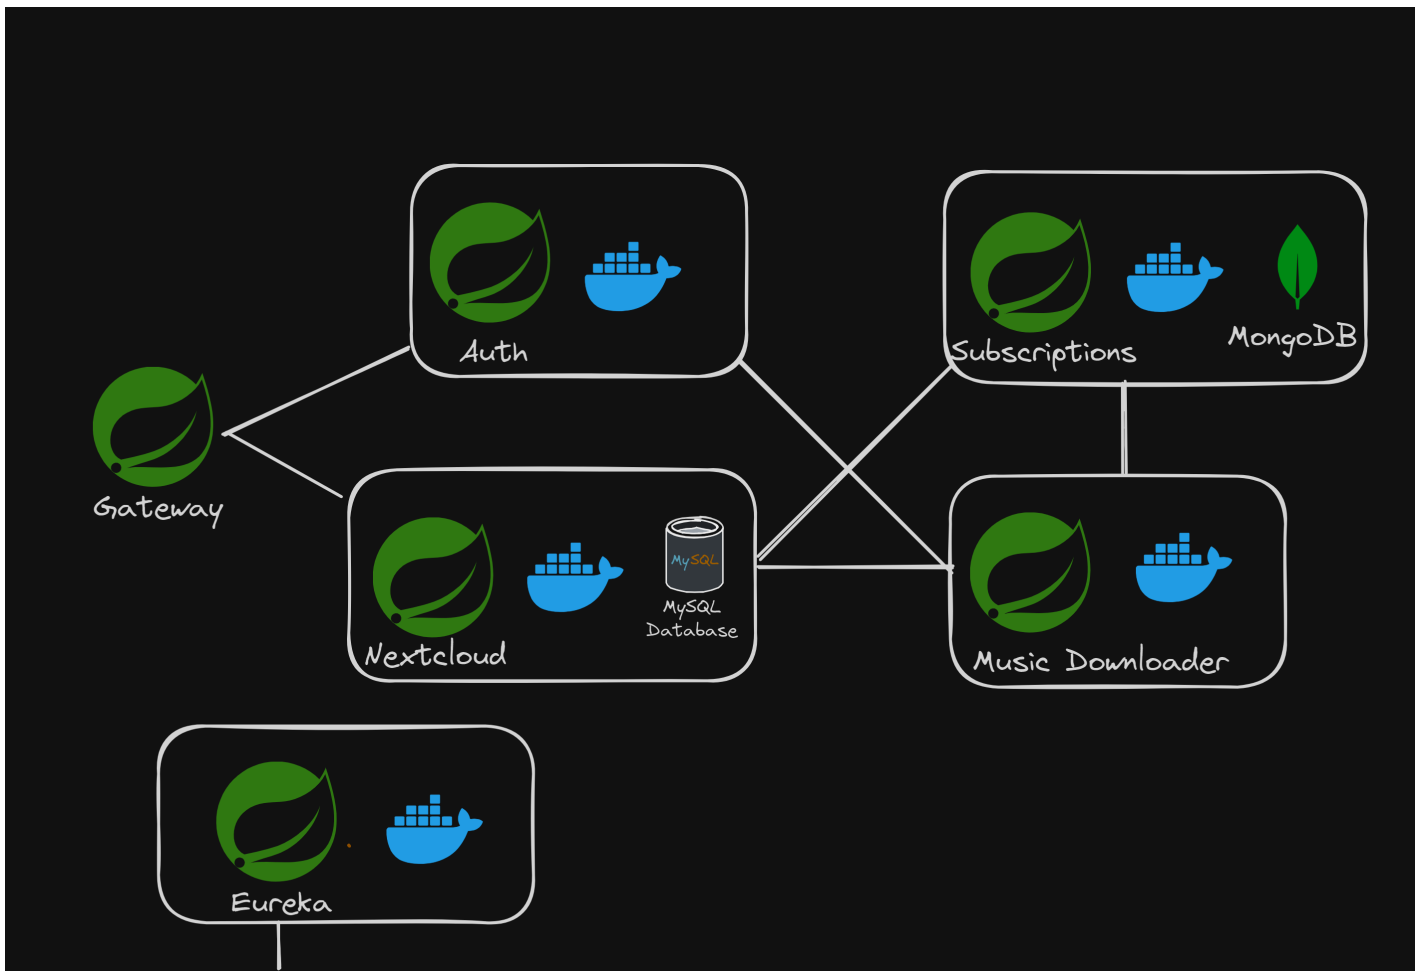 Auth
Subscriptions
MongoDB
Gateway
Nextcloud
MySQL
MySQL
Database
Music Downloader
Eureka